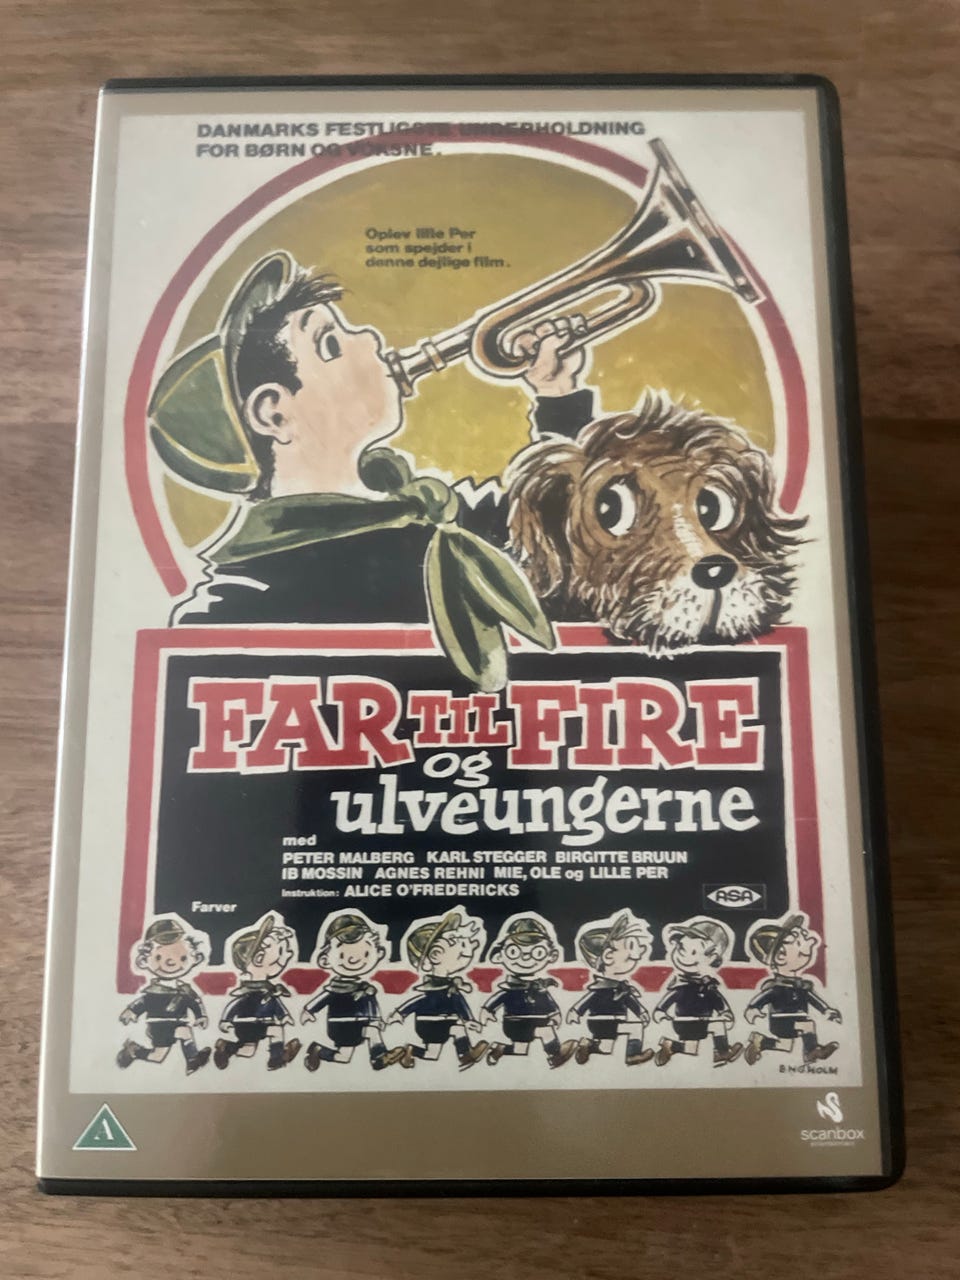 DANMARKS FESTLIGSTE UNDERHOLDNING
FOR BØRN OG VOKSNE.
Oplev lille Per
som spejder i
denne dejlige film.
FAR TIL FIRE
og
ulveungerne
med
PETER MALBERG KARL STEGGER BIRGITTE BRUUN
IB MOSSIN AGNES REHNI MIE, OLE og LILLE PER
Instruktion: ALICE O'FREDERICKS
ASA
Farver
ENGHOLM
A
scanbox
entertainment